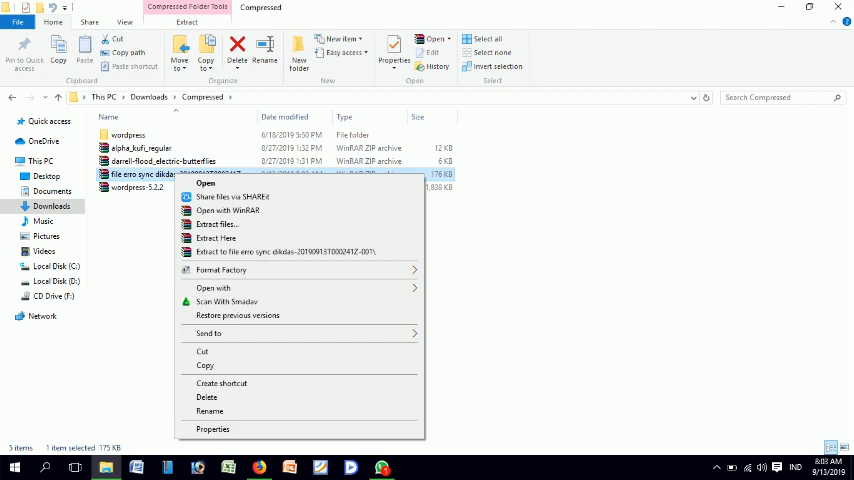 Compressed Folder Tools
Compressed
File
Home
Share
View
Extract
Pin to Quick access
Copy
Paste
Cut
Copy path
Paste shortcut
Clipboard
Move to
Copy to
Delete
Rename
Organize
New folder
New item
Easy access
New
Properties
Open
Edit
History
Open
Select all
Select none
Invert selection
Select
This PC
Downloads
Compressed
Search Compressed
Name
Date modified
Type
Size
Quick access
OneDrive
This PC
Desktop
Documents
Downloads
Music
Pictures
Videos
Local Disk (C:)
Local Disk (D:)
CD Drive (F:)
Network
wordpress 6/18/2019 5:50 PM File folder
alpha_kufi_regular 8/27/2019 1:32 PM WinRAR ZIP archive 12 KB
darrell-flood_electric-butterflies 8/27/2019 1:31 PM WinRAR ZIP archive 6 KB
file erro sync dikdas 176 KB
wordpress-5.2.2 838 KB
Open
Share files via SHAREit
Open with WinRAR
Extract files...
Extract Here
Extract to file erro sync dikdas-20190913T000241Z-001\
Format Factory
Open with
Scan With Smadav
Restore previous versions
Send to
Cut
Copy
Create shortcut
Delete
Rename
Properties
5 items 1 item selected 175 KB
IND
8:03 AM
9/13/2019